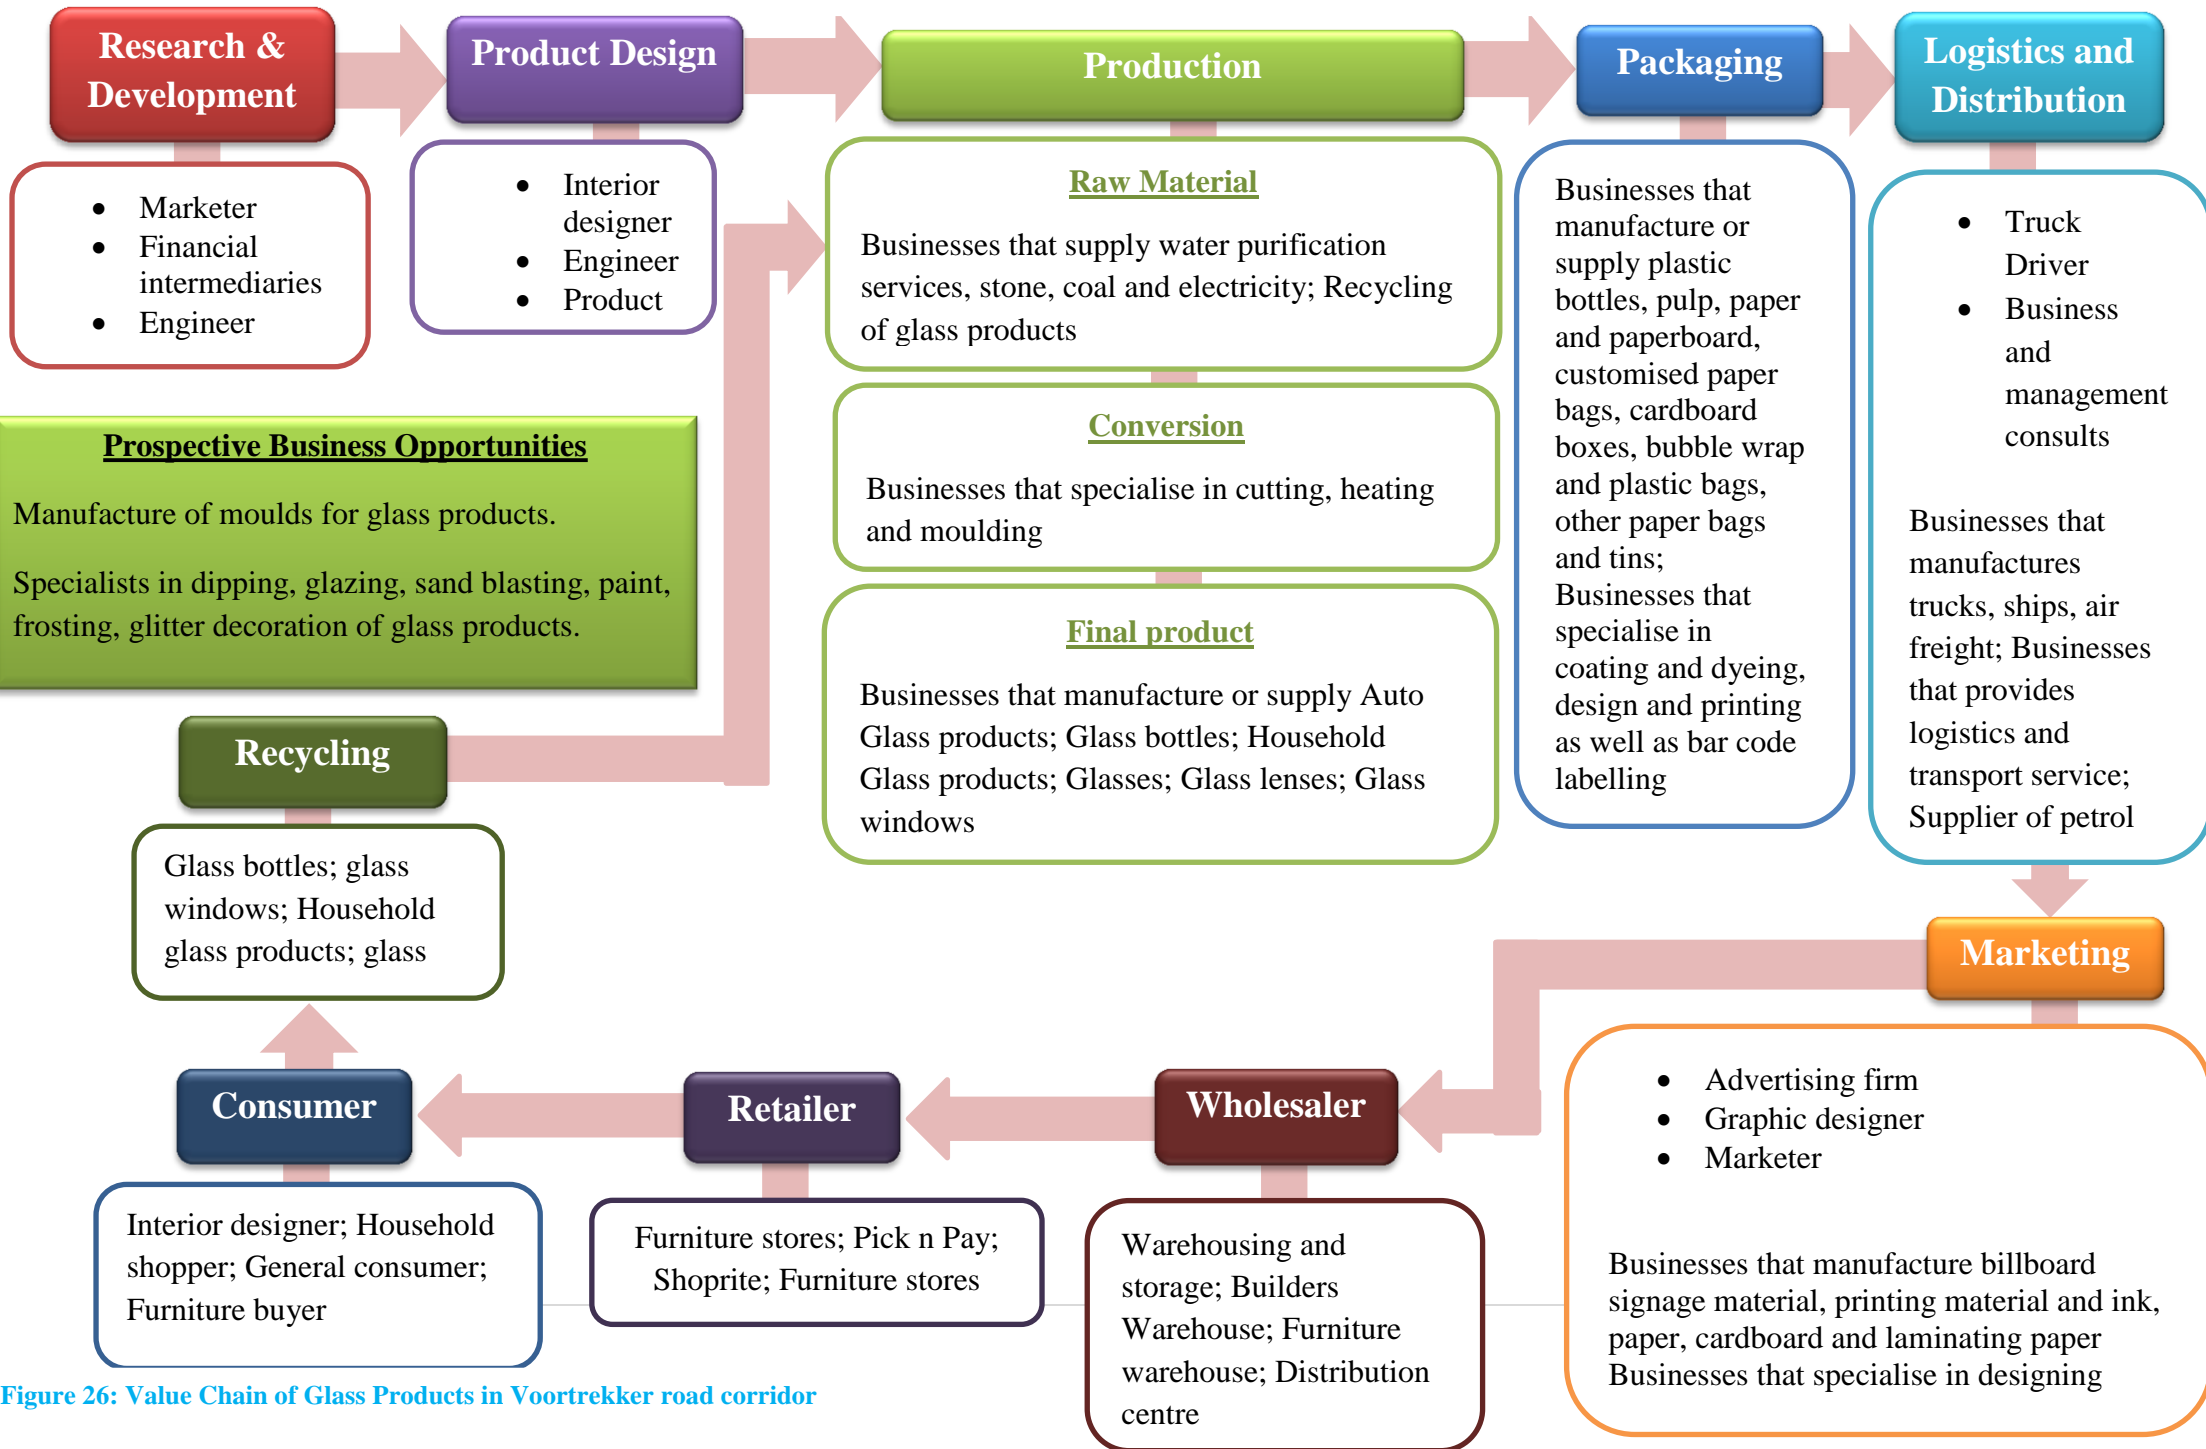 Research &
Development
Product Design
Production
Packaging
Logistics and
Distribution
• Marketer
• Financial
intermediaries
• Engineer
• Interior
designer
• Engineer
• Product
Raw Material
Businesses that supply water purification
services, stone, coal and electricity; Recycling
of glass products
Conversion
Businesses that specialise in cutting, heating
and moulding
Final product
Businesses that manufacture or supply Auto
Glass products; Glass bottles; Household
Glass products; Glasses; Glass lenses; Glass
windows
Businesses that
manufacture or
supply plastic
bottles, pulp, paper
and paperboard,
customised paper
bags, cardboard
boxes, bubble wrap
and plastic bags,
other paper bags
and tins;
Businesses that
specialise in
coating and dyeing,
design and printing
as well as bar code
labelling
• Truck
Driver
• Business
and
management
consults
Businesses that
manufactures
trucks, ships, air
freight; Businesses
that provides
logistics and
transport service;
Supplier of petrol
Prospective Business Opportunities
Manufacture of moulds for glass products.
Specialists in dipping, glazing, sand blasting, paint,
frosting, glitter decoration of glass products.
Recycling
Glass bottles; glass
windows; Household
glass products; glass
Marketing
• Advertising firm
• Graphic designer
• Marketer
Businesses that manufacture billboard
signage material, printing material and ink,
paper, cardboard and laminating paper
Businesses that specialise in designing
Wholesaler
Warehousing and
storage; Builders
Warehouse; Furniture
warehouse; Distribution
centre
Retailer
Furniture stores; Pick n Pay;
Shoprite; Furniture stores
Consumer
Interior designer; Household
shopper; General consumer;
Furniture buyer
Figure 26: Value Chain of Glass Products in Voortrekker road corridor